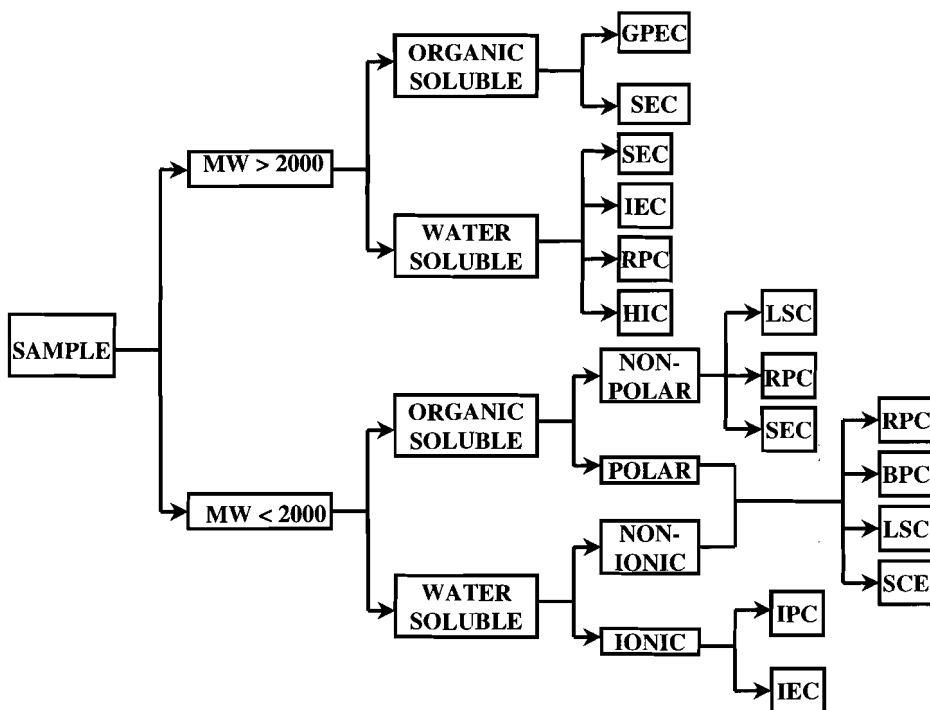 SAMPLE
MW > 2000
ORGANIC
SOLUBLE
GPEC
SEC
WATER
SOLUBLE
SEC
IEC
RPC
HIC
MW < 2000
ORGANIC
SOLUBLE
NON-
POLAR
LSC
RPC
SEC
POLAR
WATER
SOLUBLE
NON-
IONIC
RPC
BPC
LSC
SCE
IONIC
IPC
IEC